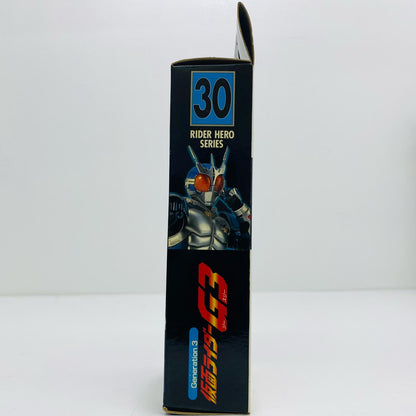 30
RIDER HERO
SERIES
Generation 3
仮面ライダーG3